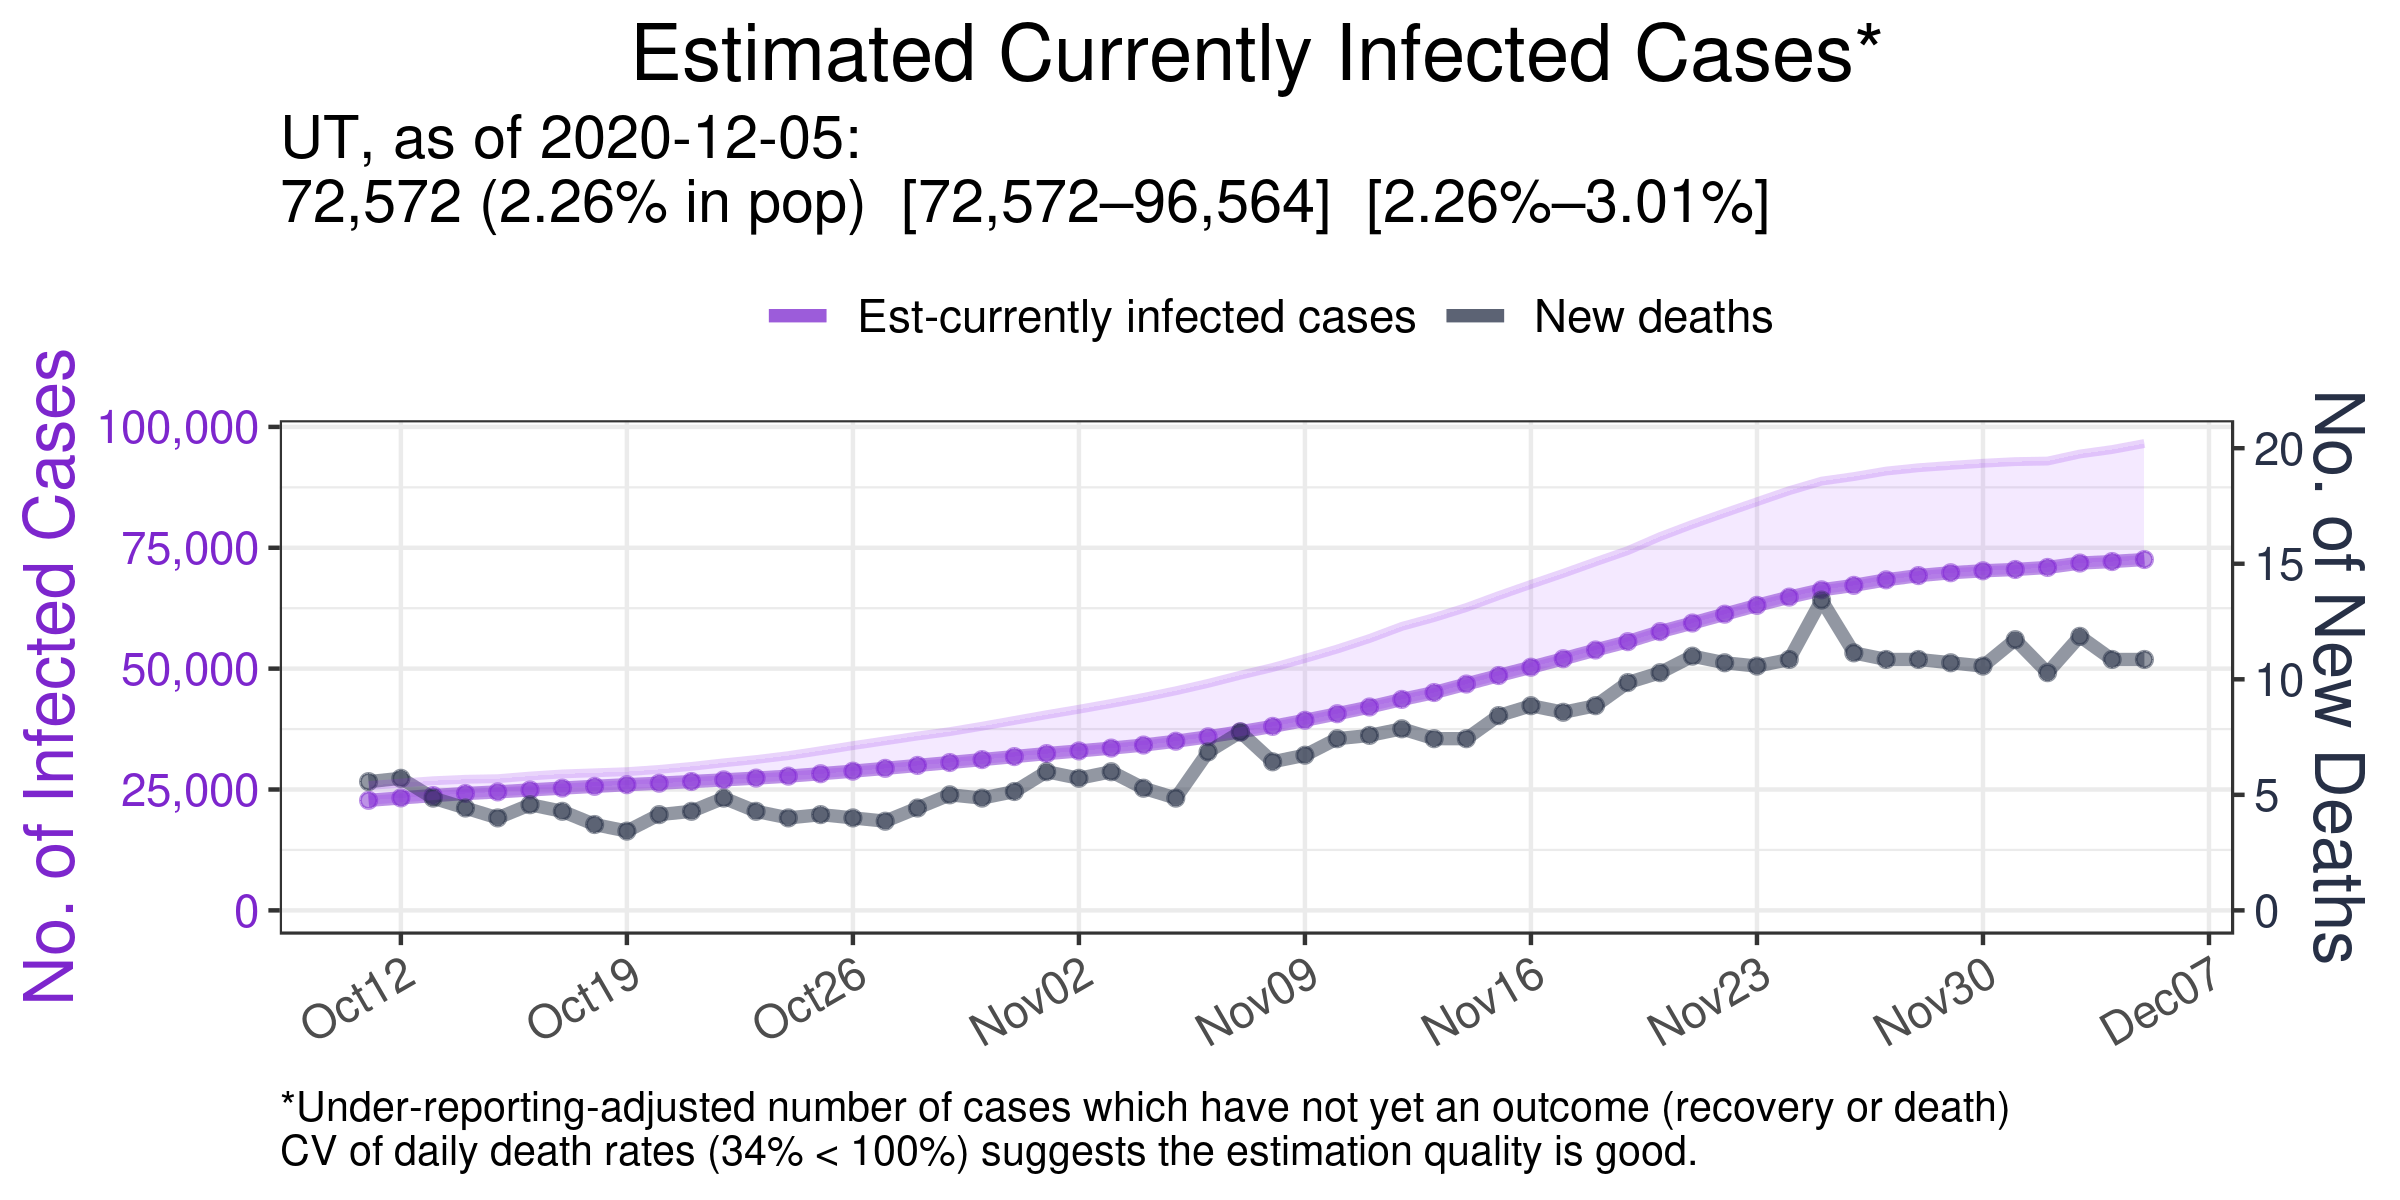 Estimated Currently Infected Cases*
UT, as of 2020-12-05:
72,572 (2.26% in pop)  [72,572–96,564]  [2.26%–3.01%]
Est-currently infected cases
New deaths
No. of Infected Cases
100,000
75,000
50,000
25,000
0
20
15
10
5
0
No. of New Deaths
Oct12
Oct19
Oct26
Nov02
Nov09
Nov16
Nov23
Nov30
Dec07
*Under-reporting-adjusted number of cases which have not yet an outcome (recovery or death)
CV of daily death rates (34% < 100%) suggests the estimation quality is good.